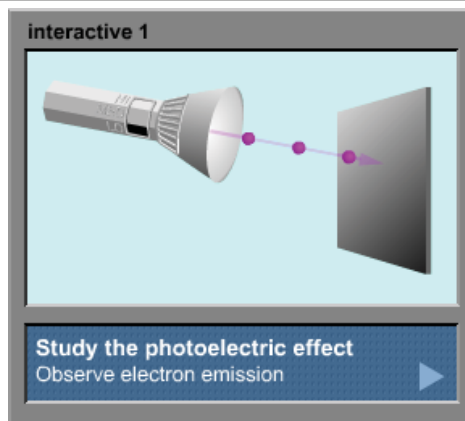 interactive 1
Study the photoelectric effect
Observe electron emission